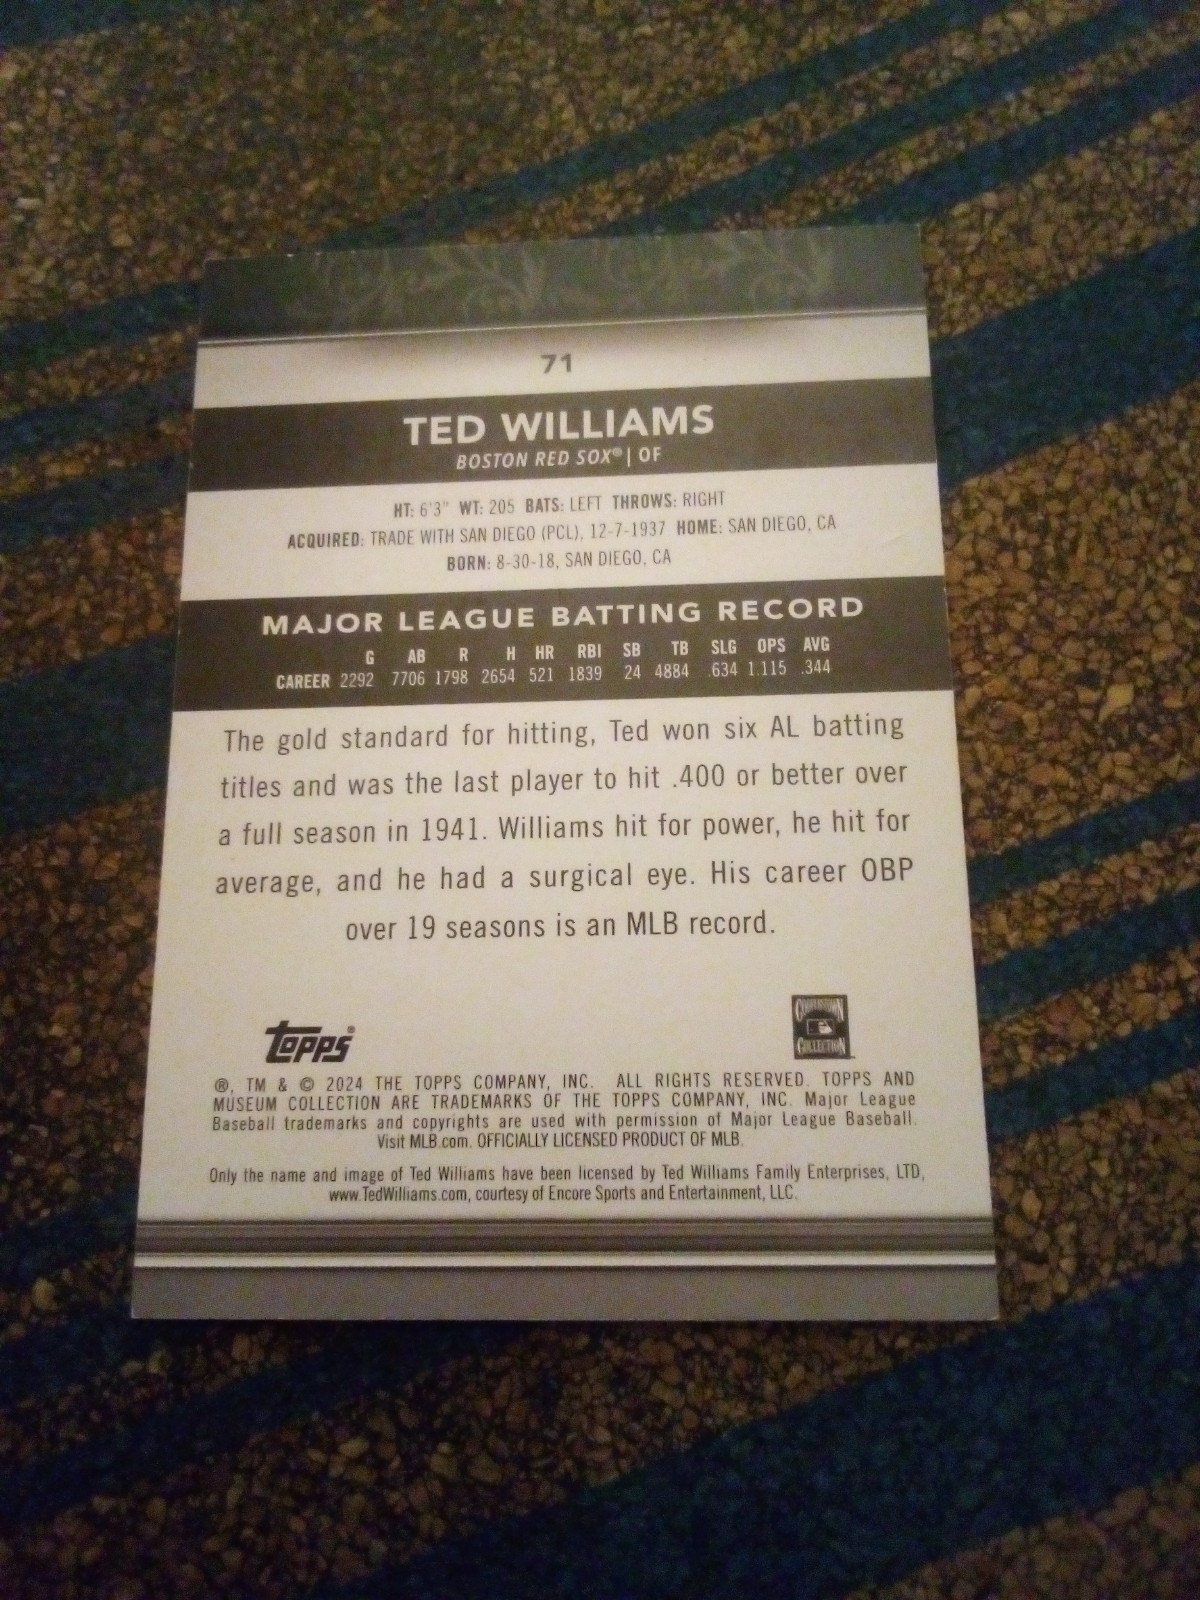 71
TED WILLIAMS
BOSTON RED SOX® | OF
HT: 6'3" WT: 205 BATS: LEFT THROWS: RIGHT
ACQUIRED: TRADE WITH SAN DIEGO (PCL), 12-7-1937 HOME: SAN DIEGO, CA
BORN: 8-30-18, SAN DIEGO, CA
MAJOR LEAGUE BATTING RECORD
G AB R H HR RBI SB TB SLG OPS AVG
CAREER 2292 7706 1798 2654 521 1839 24 4884 .634 1.115 .344
The gold standard for hitting, Ted won six AL batting
titles and was the last player to hit .400 or better over
a full season in 1941. Williams hit for power, he hit for
average, and he had a surgical eye. His career OBP
over 19 seasons is an MLB record.
Topps®
COOPERSTOWN
COLLECTION
®, TM & © 2024 THE TOPPS COMPANY, INC. ALL RIGHTS RESERVED. TOPPS AND
MUSEUM COLLECTION ARE TRADEMARKS OF THE TOPPS COMPANY, INC. Major League
Baseball trademarks and copyrights are used with permission of Major League Baseball.
Visit MLB.com. OFFICIALLY LICENSED PRODUCT OF MLB.
Only the name and image of Ted Williams have been licensed by Ted Williams Family Enterprises, LTD,
www.TedWilliams.com, courtesy of Encore Sports and Entertainment, LLC.